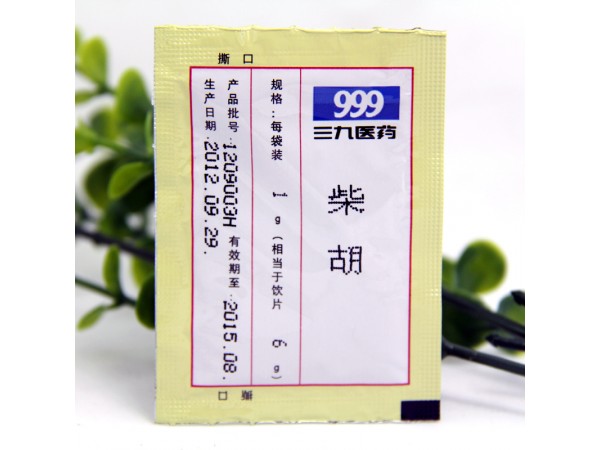 撕 口
999
三九医药
柴胡
规格：每袋装 1g（相当于饮片 6g）
产品批号：1209003H 有效期至：2015.08.
生产日期：2012.09.29.
撕 口